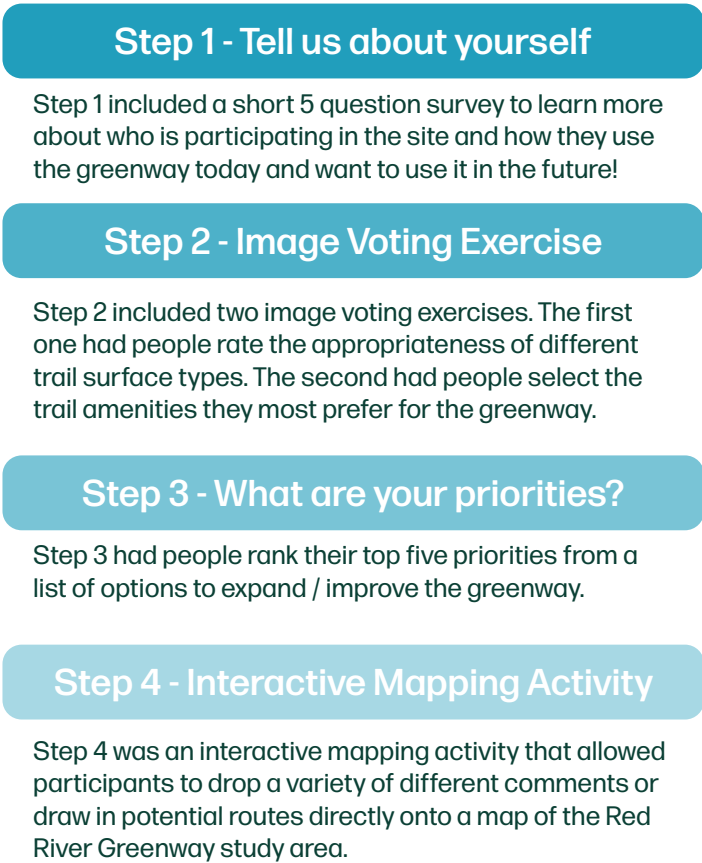 Step 1 - Tell us about yourself
Step 1 included a short 5 question survey to learn more
about who is participating in the site and how they use
the greenway today and want to use it in the future!
Step 2 - Image Voting Exercise
Step 2 included two image voting exercises. The first
one had people rate the appropriateness of different
trail surface types. The second had people select the
trail amenities they most prefer for the greenway.
Step 3 - What are your priorities?
Step 3 had people rank their top five priorities from a
list of options to expand / improve the greenway.
Step 4 - Interactive Mapping Activity
Step 4 was an interactive mapping activity that allowed
participants to drop a variety of different comments or
draw in potential routes directly onto a map of the Red
River Greenway study area.